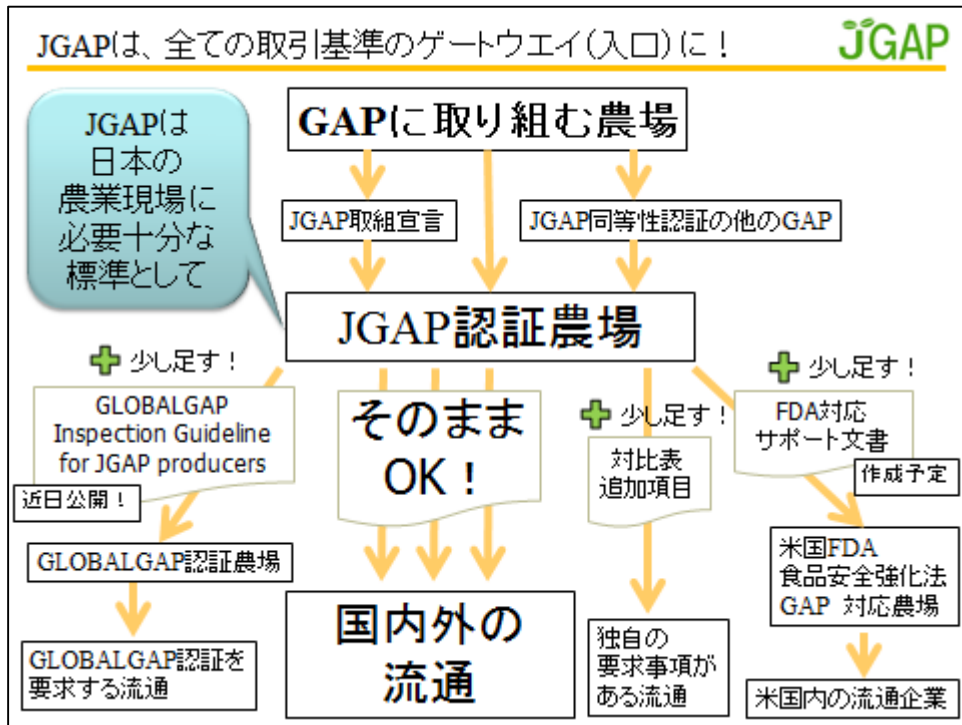 JGAPは、全ての取引基準のゲートウエイ(入口)に！
JGAP
JGAPは
日本の
農業現場に
必要十分な
標準として
GAPに取り組む農場
JGAP取組宣言
JGAP同等性認証の他のGAP
JGAP認証農場
少し足す！
GLOBALGAP
Inspection Guideline
for JGAP producers
近日公開！
GLOBALGAP認証農場
GLOBALGAP認証を
要求する流通
そのまま
OK！
国内外の
流通
少し足す！
対比表
追加項目
独自の
要求事項が
ある流通
少し足す！
FDA対応
サポート文書
作成予定
米国FDA
食品安全強化法
GAP 対応農場
米国内の流通企業